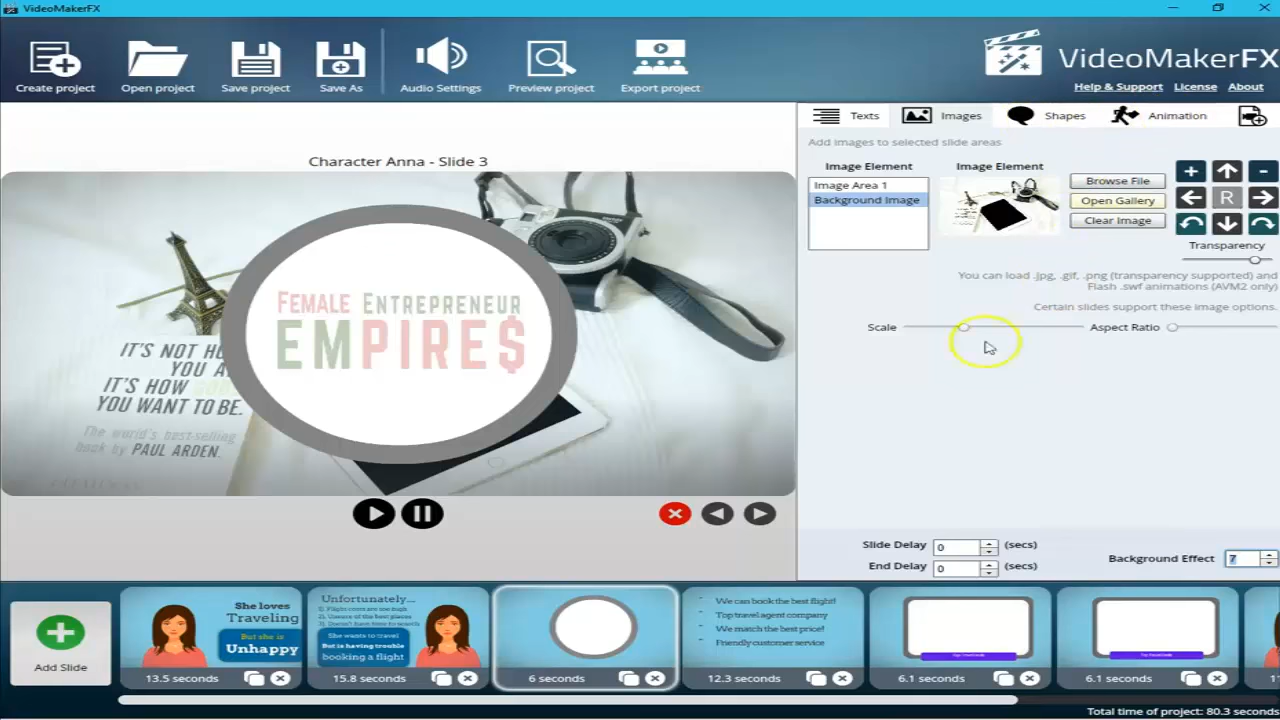 VideoMakerFX
Create project
Open project
Save project
Save As
Audio Settings
Preview project
Export project
VideoMakerFX
Help & Support
License
About
Texts
Images
Shapes
Animation
Add images to selected slide areas
Character Anna - Slide 3
Image Element
Image Element
Image Area 1
Background Image
Browse File
Open Gallery
Clear Image
+
-
R
Transparency
You can load .jpg, .gif, .png (transparency supported) and
Flash .swf animations (AVM2 only)
Certain slides support these image options.
Scale
Aspect Ratio
FEMALE ENTREPRENEUR
EMPIRE$
IT'S NOT
YOU
IT'S HOW
YOU WANT TO BE.
The world's best-selling
book by PAUL ARDEN.
Slide Delay 0 (secs)
End Delay 0 (secs)
Background Effect 7
Add Slide
She loves
Traveling
But she is
Unhappy
13.5 seconds
Unfortunately...
She wants to travel
But is having trouble
booking a flight
15.8 seconds
6 seconds
We can book the best flight!
Top travel agent company
We match the best price!
Friendly customer service
12.3 seconds
6.1 seconds
6.1 seconds
Total time of project: 80.3 seconds